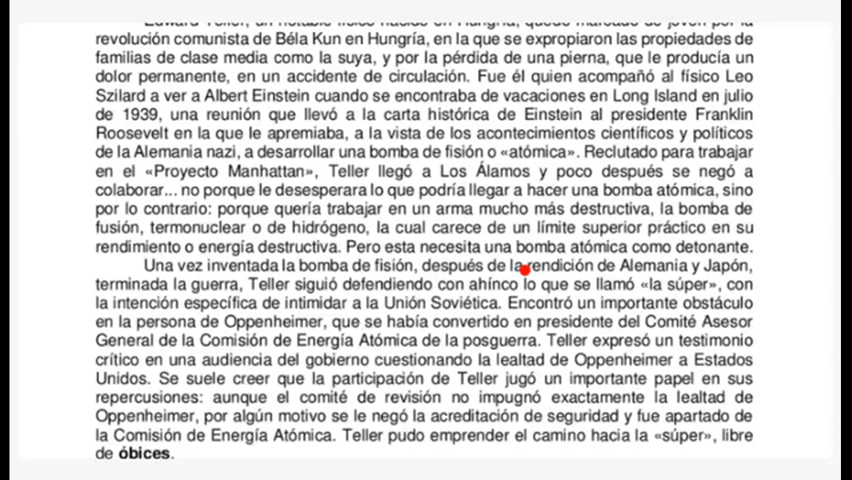 Edward Teller, un notable físico nacido en Hungría, quedó marcado de joven por la
revolución comunista de Béla Kun en Hungría, en la que se expropiaron las propiedades de
familias de clase media como la suya, y por la pérdida de una pierna, que le producía un
dolor permanente, en un accidente de circulación. Fue él quien acompañó al físico Leo
Szilard a ver a Albert Einstein cuando se encontraba de vacaciones en Long Island en julio
de 1939, una reunión que llevó a la carta histórica de Einstein al presidente Franklin
Roosevelt en la que le apremiaba, a la vista de los acontecimientos científicos y políticos
de la Alemania nazi, a desarrollar una bomba de fisión o «atómica». Reclutado para trabajar
en el «Proyecto Manhattan», Teller llegó a Los Álamos y poco después se negó a
colaborar... no porque le desesperara lo que podría llegar a hacer una bomba atómica, sino
por lo contrario: porque quería trabajar en un arma mucho más destructiva, la bomba de
fusión, termonuclear o de hidrógeno, la cual carece de un límite superior práctico en su
rendimiento o energía destructiva. Pero esta necesita una bomba atómica como detonante.
Una vez inventada la bomba de fisión, después de la rendición de Alemania y Japón,
terminada la guerra, Teller siguió defendiendo con ahínco lo que se llamó «la súper», con
la intención específica de intimidar a la Unión Soviética. Encontró un importante obstáculo
en la persona de Oppenheimer, que se había convertido en presidente del Comité Asesor
General de la Comisión de Energía Atómica de la posguerra. Teller expresó un testimonio
crítico en una audiencia del gobierno cuestionando la lealtad de Oppenheimer a Estados
Unidos. Se suele creer que la participación de Teller jugó un importante papel en sus
repercusiones: aunque el comité de revisión no impugnó exactamente la lealtad de
Oppenheimer, por algún motivo se le negó la acreditación de seguridad y fue apartado de
la Comisión de Energía Atómica. Teller pudo emprender el camino hacia la «súper», libre
de óbices.